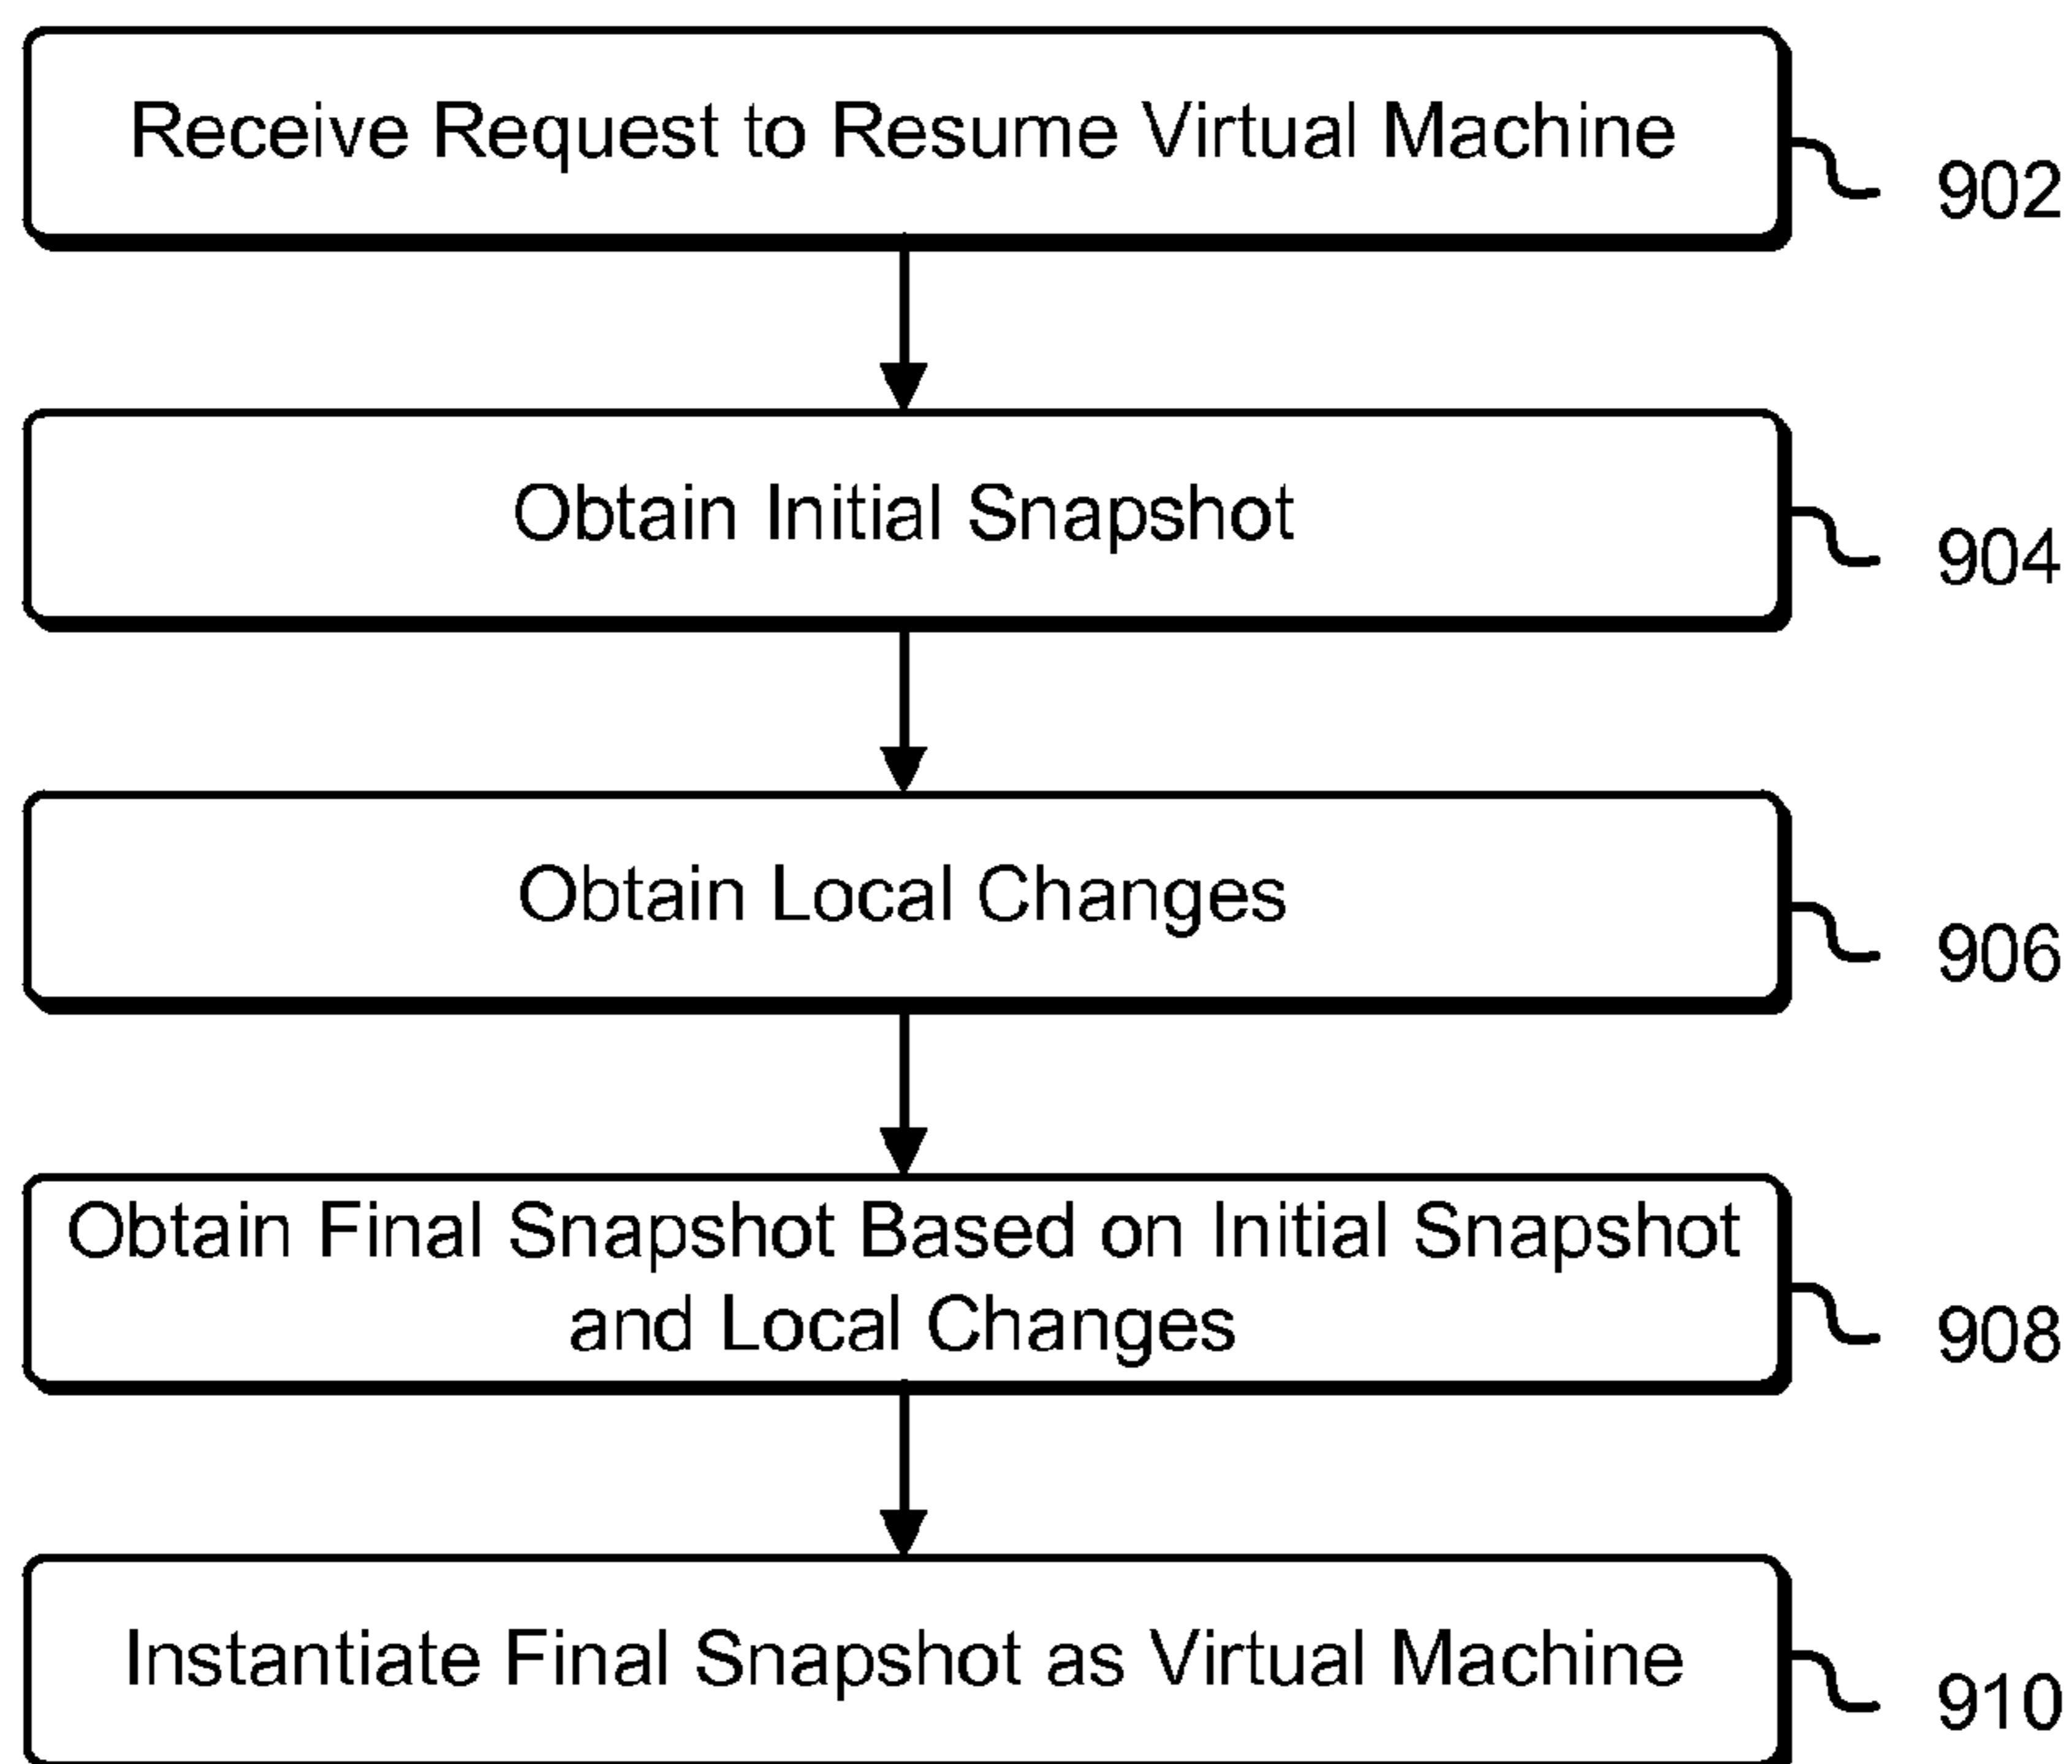 Receive Request to Resume Virtual Machine
902
Obtain Initial Snapshot
904
Obtain Local Changes
906
Obtain Final Snapshot Based on Initial Snapshot
and Local Changes
908
Instantiate Final Snapshot as Virtual Machine
910